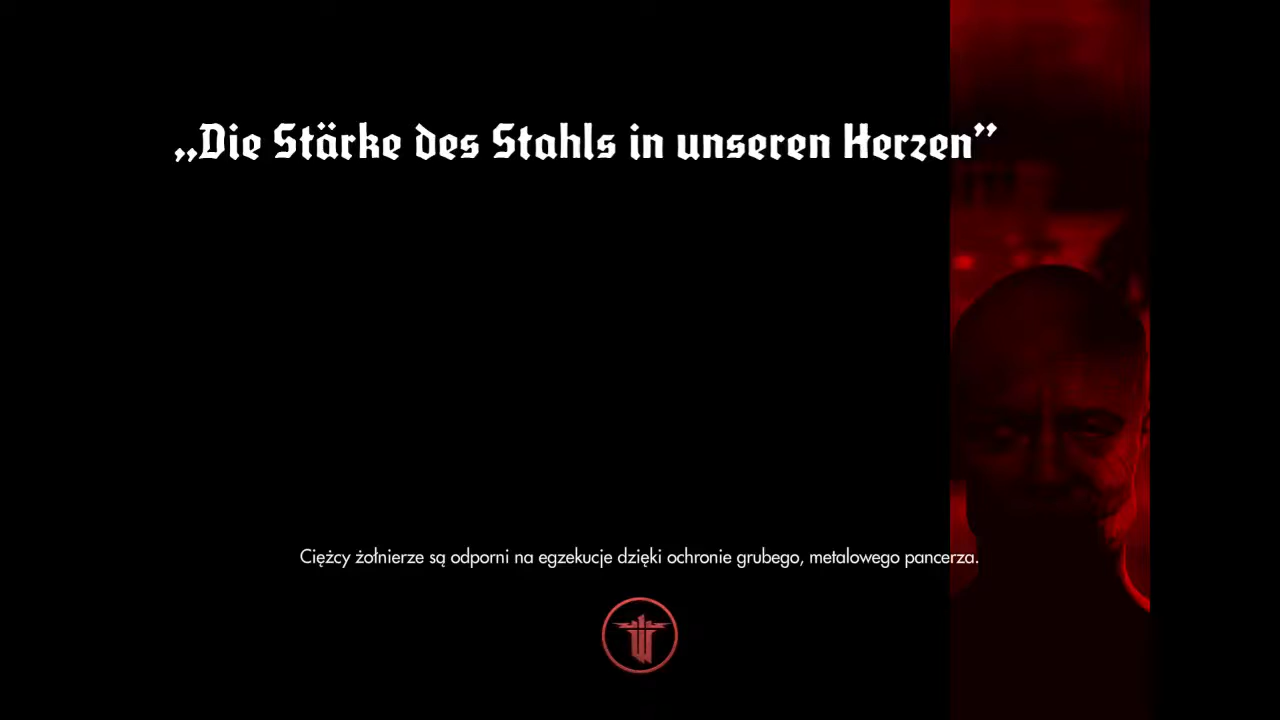 „Die Stärke des Stahls in unseren Herzen”
Ciężcy żołnierze są odporni na egzekucje dzięki ochronie grubego, metalowego pancerza.